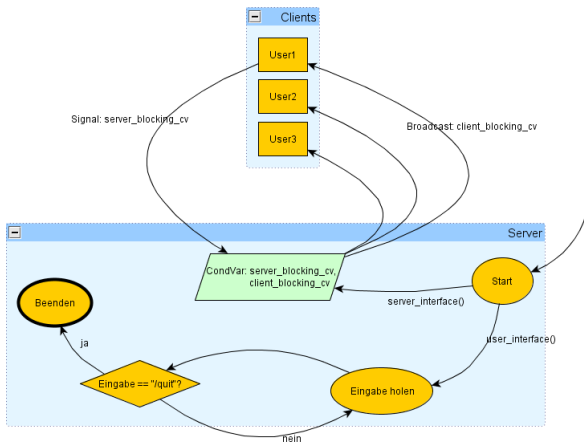 Clients
User1
User2
User3
Signal: server_blocking_cv
Broadcast: client_blocking_cv
Server
CondVar: server_blocking_cv,
client_blocking_cv
Start
Beenden
server_interface()
user_interface()
ja
Eingabe == "/quit"?
Eingabe holen
nein